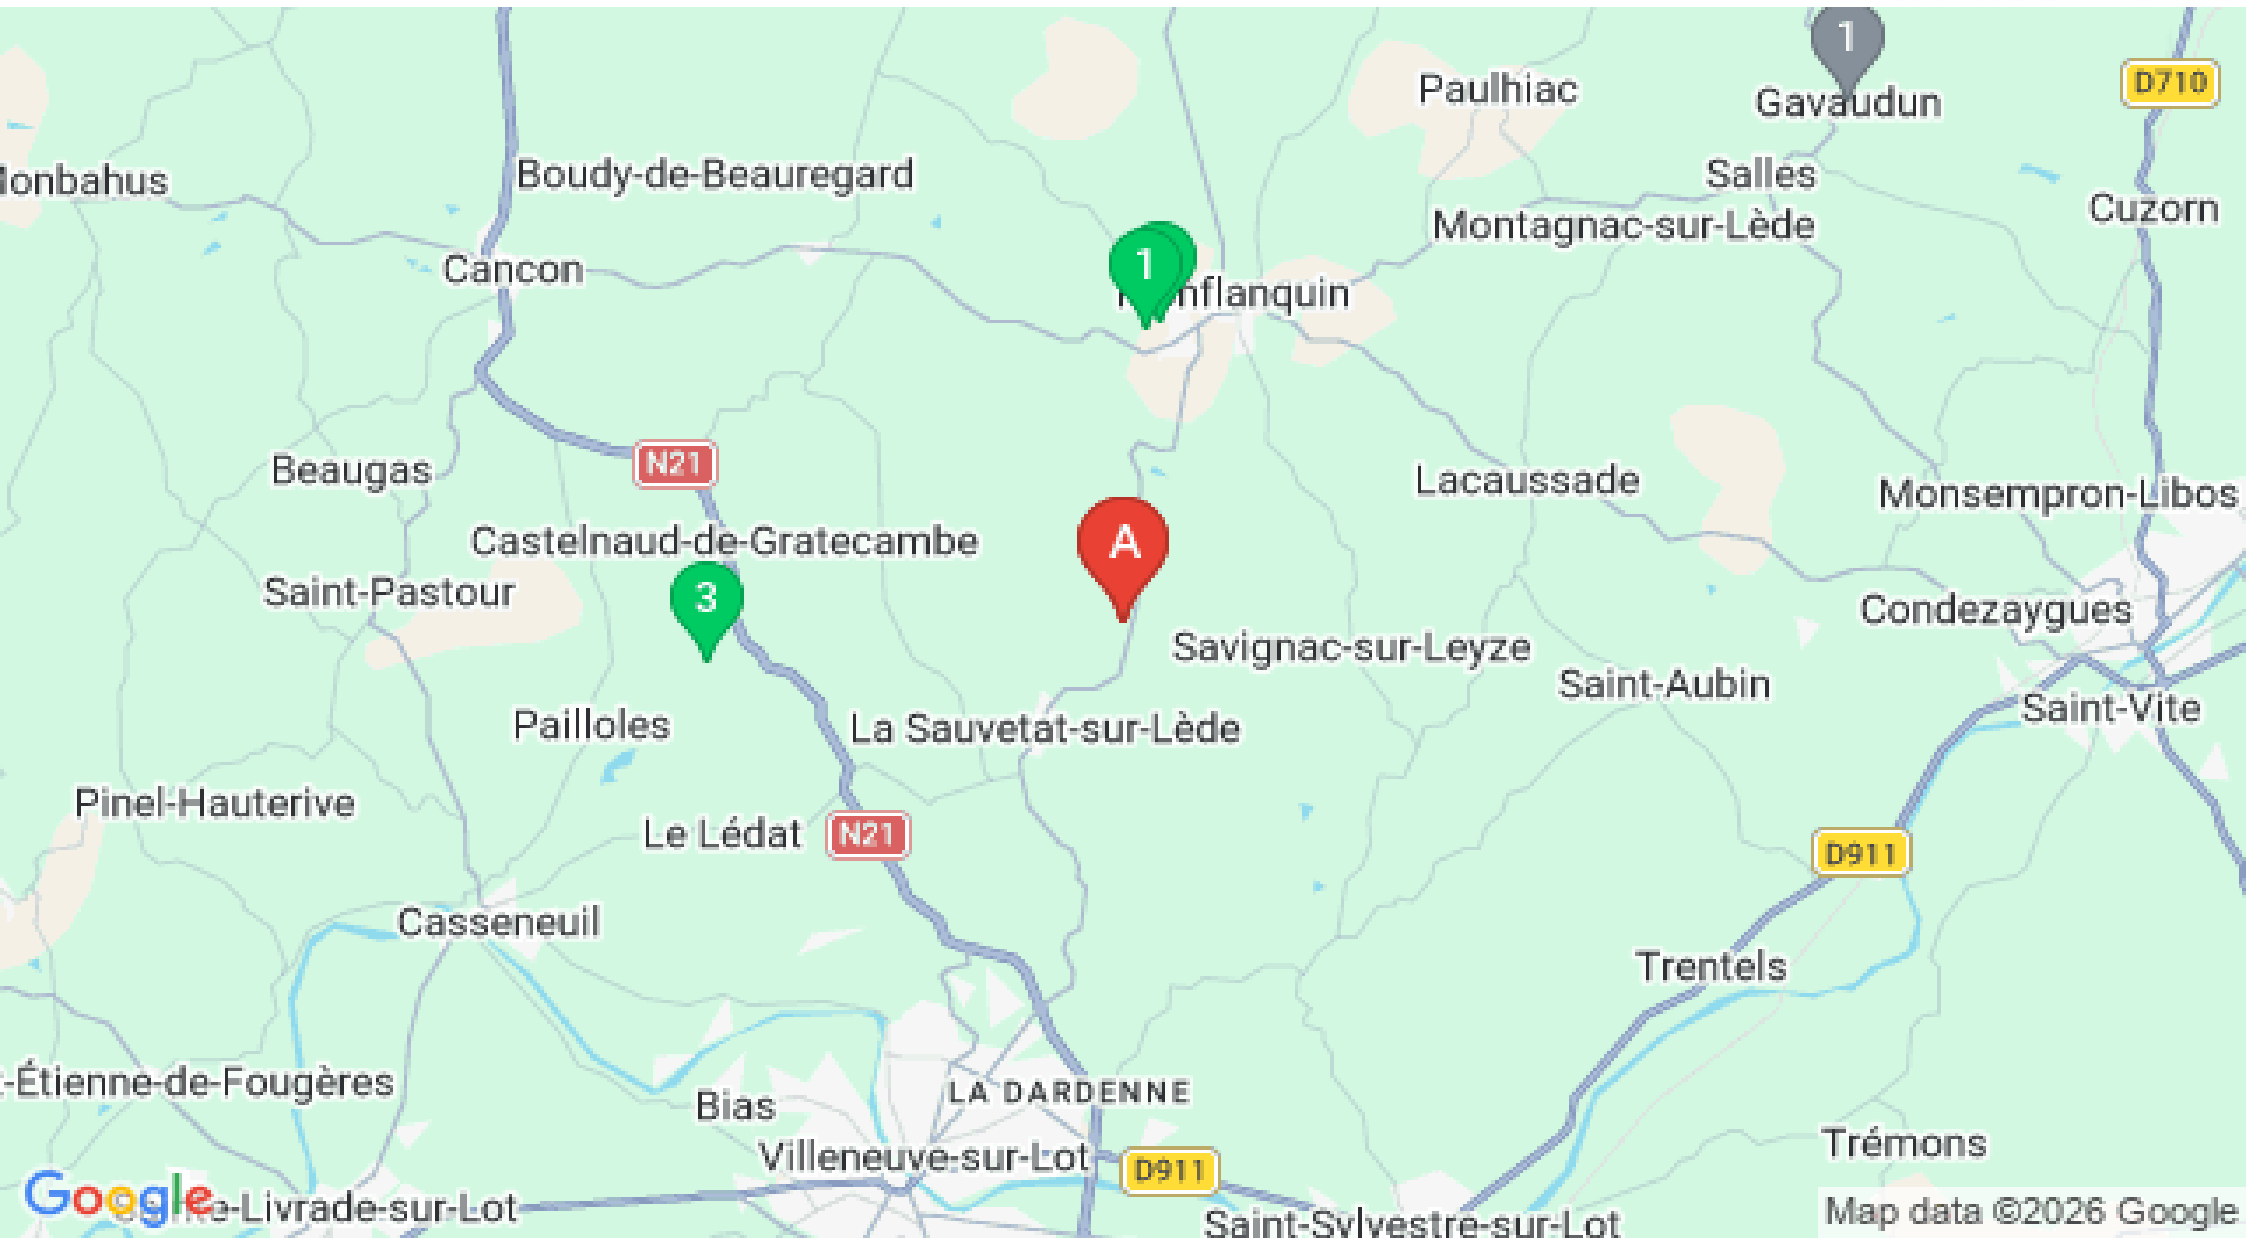 1
Paulhiac
Gavaudun
D710
Monbahus
Boudy-de-Beauregard
Salles
Cuzorn
Montagnac-sur-Lède
Cancon
1
Monflanquin
N21
Beaugas
Lacaussade
Monsempron-Libos
Castelnaud-de-Gratecambe
A
Saint-Pastour
3
Condezaygues
Savignac-sur-Leyze
Saint-Aubin
Saint-Vite
Pailloles
La Sauvetat-sur-Lède
Pinel-Hauterive
Le Lédat
N21
D911
Casseneuil
Trentels
t-Étienne-de-Fougères
LA DARDENNE
Bias
Trémons
Villeneuve-sur-Lot
D911
Google
e-Livrade-sur-Lot
Saint-Sylvestre-sur-Lot
Map data ©2026 Google